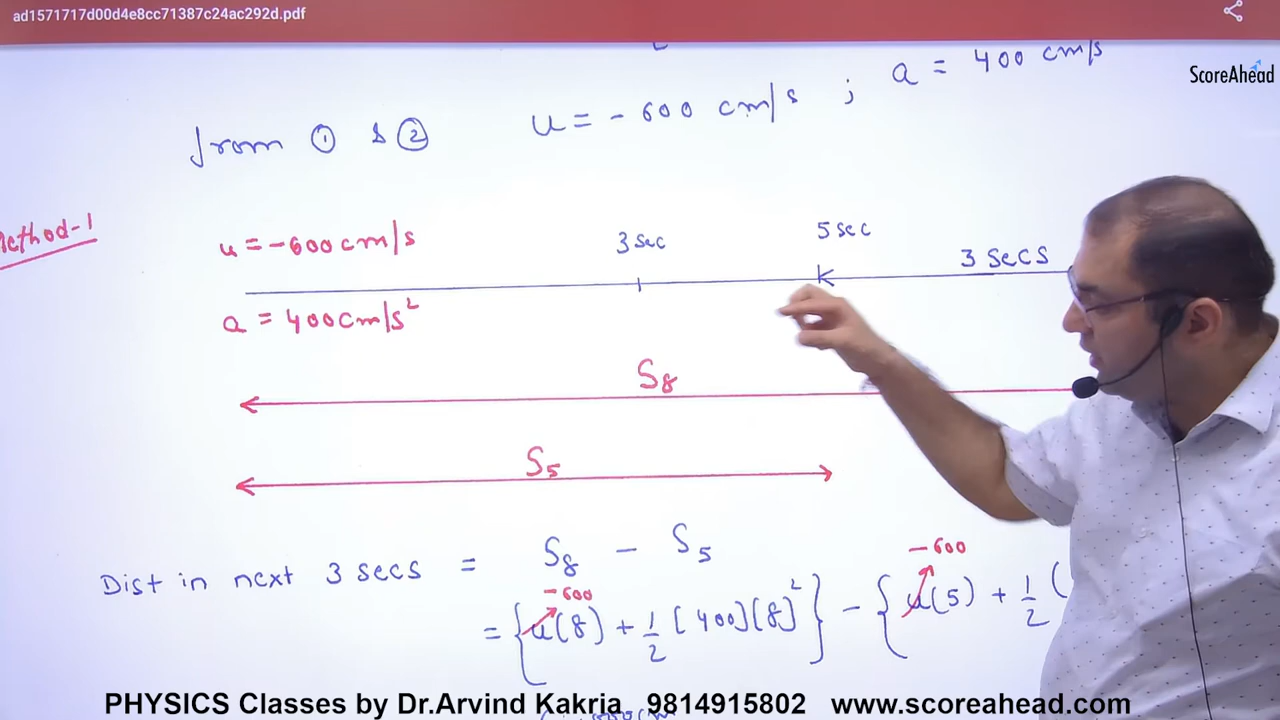 ad1571717d00d4e8cc71387c24ac292d.pdf
ScoreAhead
a = 400 cm/s
from ① & ② u = - 600 cm/s ;
Method-1
u = -600 cm/s
3 sec
5 sec
3 secs
a = 400 cm/s²
S₈
S₅
Dist in next 3 secs = S₈ - S₅
-600
-600
= {u(8) + 1/2 [400][8]²} - {u(5) + 1/2 (
PHYSICS Classes by Dr.Arvind Kakria 9814915802 www.scoreahead.com